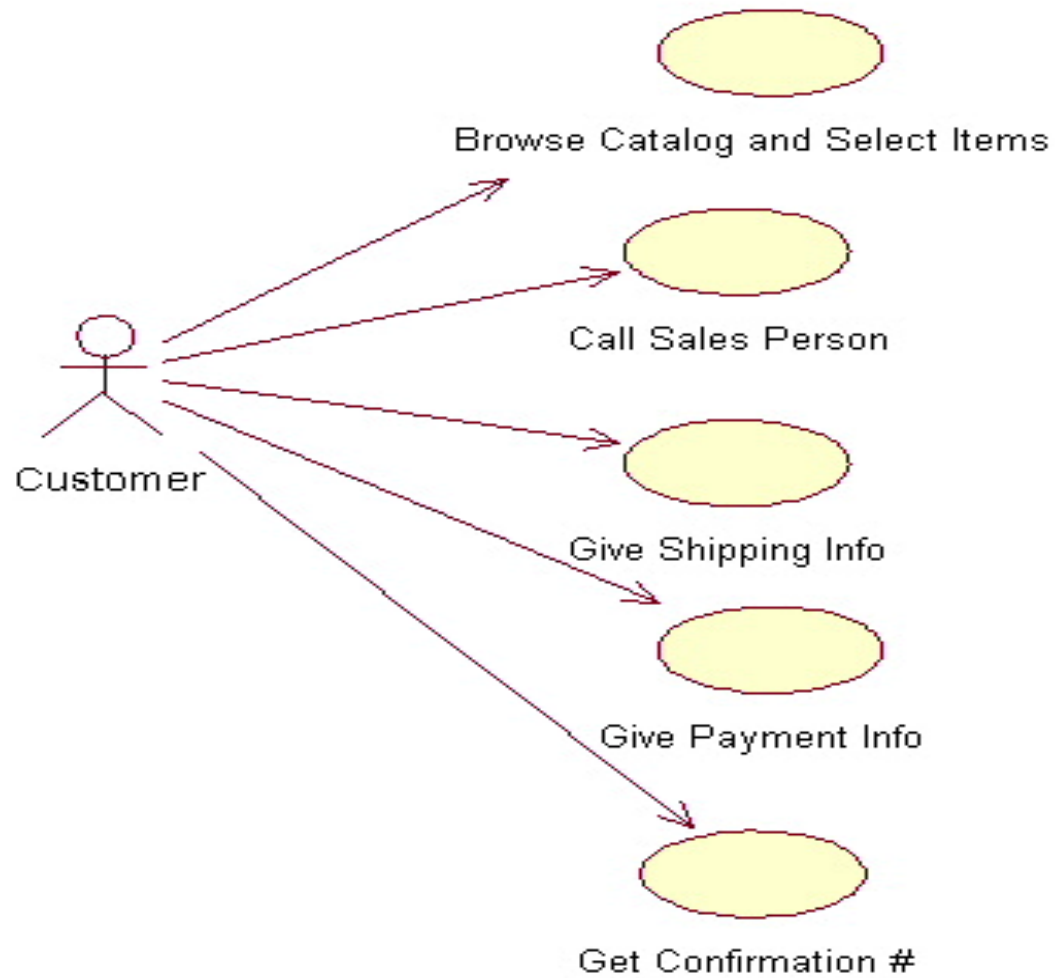 Browse Catalog and Select Items
Call Sales Person
Customer
Give Shipping Info
Give Payment Info
Get Confirmation #